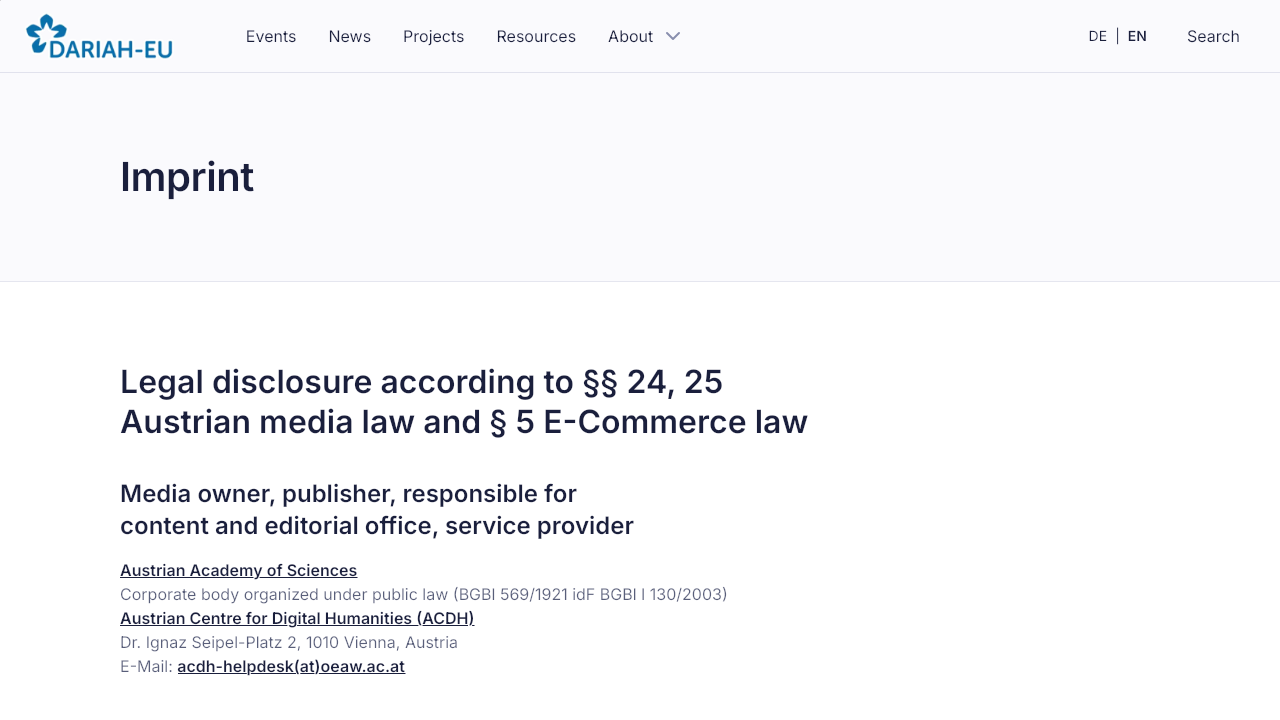 DARIAH-EU
Events
News
Projects
Resources
About
DE | EN
Search
Imprint
Legal disclosure according to §§ 24, 25
Austrian media law and § 5 E-Commerce law
Media owner, publisher, responsible for
content and editorial office, service provider
Austrian Academy of Sciences
Corporate body organized under public law (BGBl 569/1921 idF BGBl I 130/2003)
Austrian Centre for Digital Humanities (ACDH)
Dr. Ignaz Seipel-Platz 2, 1010 Vienna, Austria
E-Mail: acdh-helpdesk(at)oeaw.ac.at